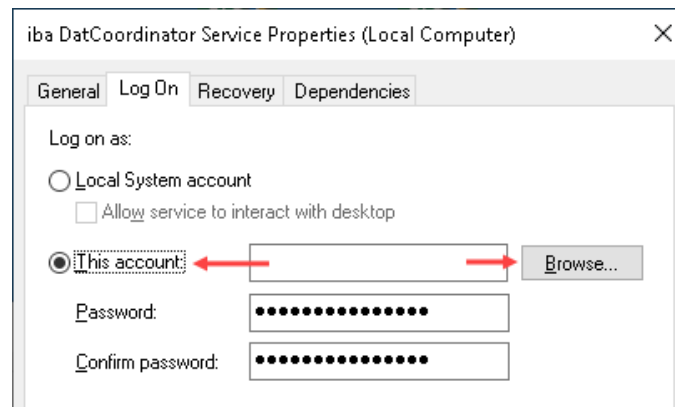 iba DatCoordinator Service Properties (Local Computer)
General Log On Recovery Dependencies
Log on as:
Local System account
Allow service to interact with desktop
This account: Browse...
Password: •••••••••••••••
Confirm password: •••••••••••••••